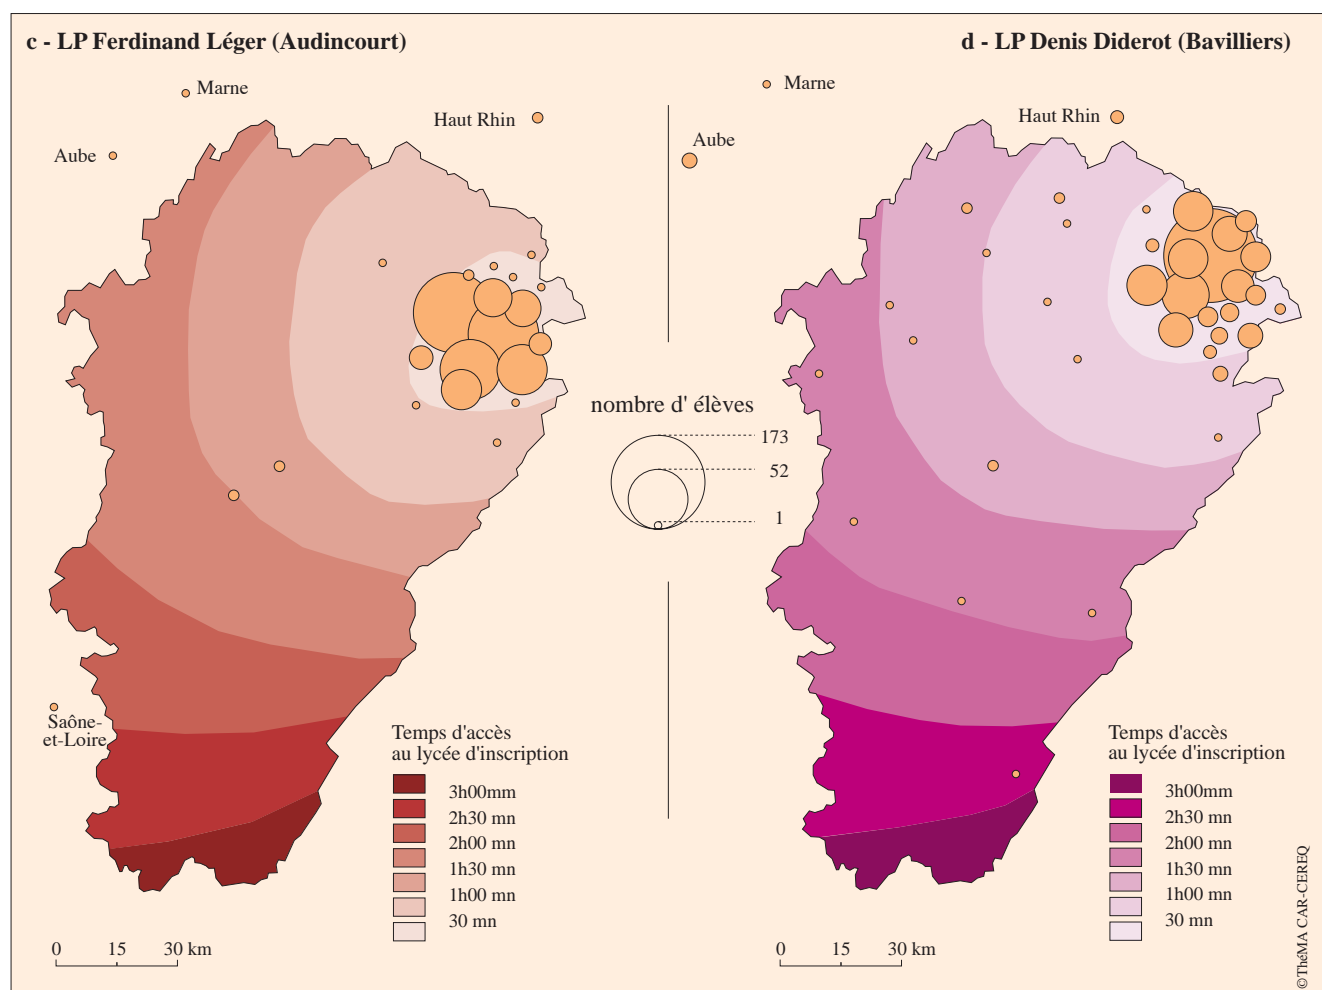 c - LP Ferdinand Léger (Audincourt)
d - LP Denis Diderot (Bavilliers)
Marne
Haut Rhin
Aube
Saône-
et-Loire
Marne
Haut Rhin
Aube
nombre d' élèves
173
52
1
Temps d'accès
au lycée d'inscription
3h00mm
2h30 mn
2h00 mn
1h30 mn
1h00 mn
30 mn
0 15 30 km
Temps d'accès
au lycée d'inscription
3h00mm
2h30 mn
2h00 mn
1h30 mn
1h00 mn
30 mn
0 15 30 km
©ThéMA CAR-CEREQ